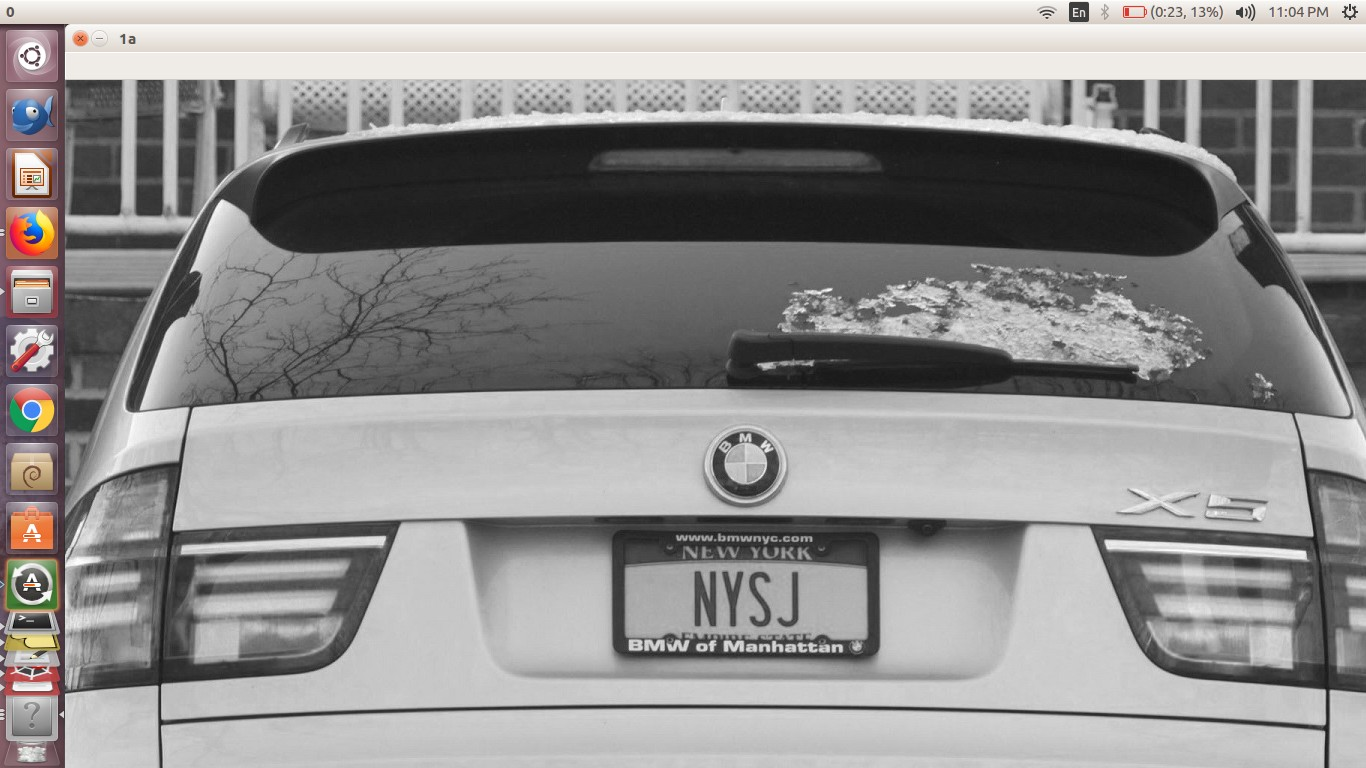 0
En
(0:23, 13%)
11:04 PM
1a
BMW
X5
www.bmwnyc.com
NEW YORK
NYSJ
BMW of Manhattan